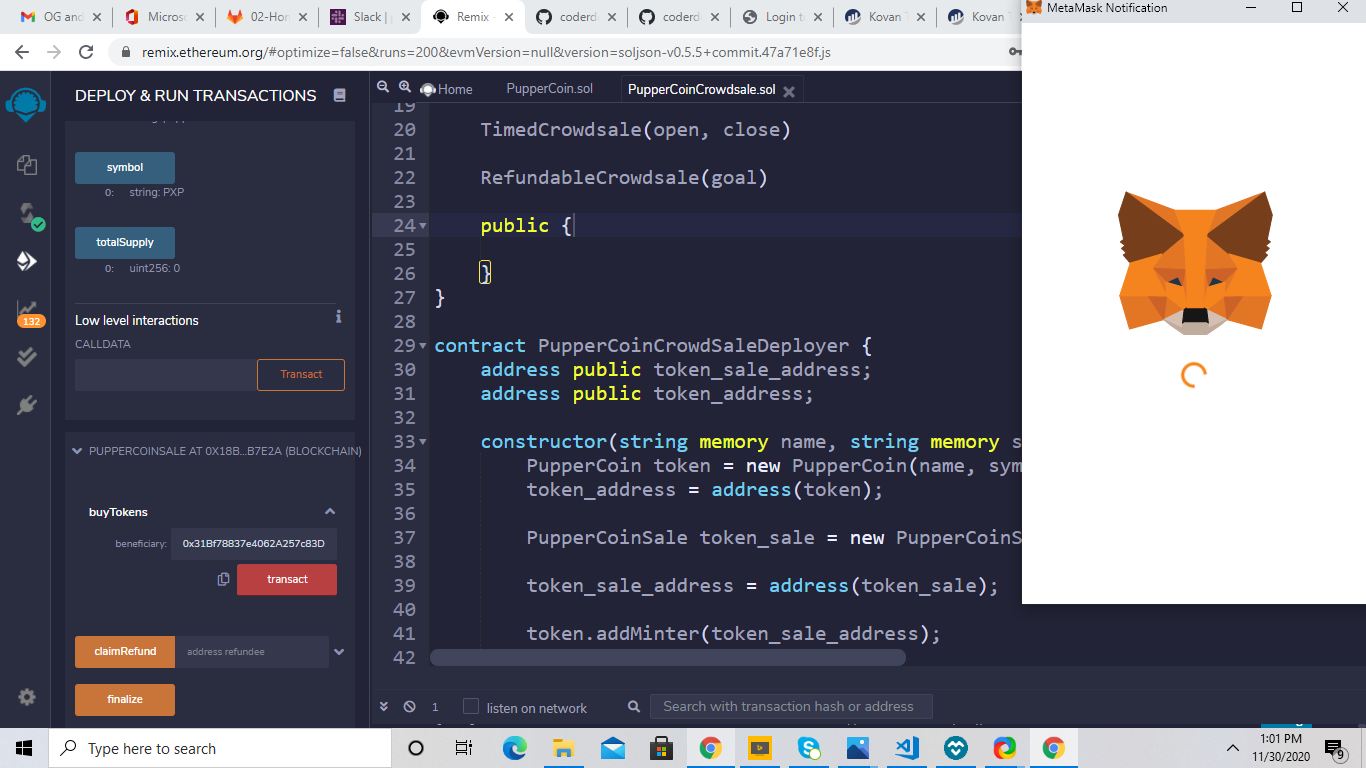 OG and
Micros
02-Hor
Slack |
Remix -
coderd-
coderd-
Login t
Kovan
Kovan
MetaMask Notification
remix.ethereum.org/#optimize=false&runs=200&evmVersion=null&version=soljson-v0.5.5+commit.47a71e8f.js
DEPLOY & RUN TRANSACTIONS
Home
PupperCoin.sol
PupperCoinCrowdsale.sol
symbol
0: string: PXP
totalSupply
0: uint256: 0
Low level interactions
CALLDATA
Transact
132
PUPPERCOINSALE AT 0X18B...B7E2A (BLOCKCHAIN)
buyTokens
beneficiary: 0x31Bf78837e4062A257c83D
transact
claimRefund address refundee
finalize
19
20 TimedCrowdsale(open, close)
21
22 RefundableCrowdsale(goal)
23
24 public {
25
26 }
27 }
28
29 contract PupperCoinCrowdSaleDeployer {
30 address public token_sale_address;
31 address public token_address;
32
33 constructor(string memory name, string memory s
34 PupperCoin token = new PupperCoin(name, sym
35 token_address = address(token);
36
37 PupperCoinSale token_sale = new PupperCoinS
38
39 token_sale_address = address(token_sale);
40
41 token.addMinter(token_sale_address);
42
1 listen on network Search with transaction hash or address
Type here to search
1:01 PM
11/30/2020
9